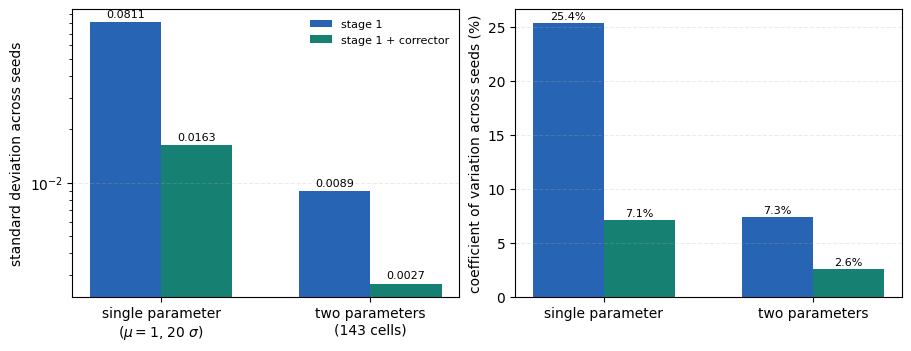 standard deviation across seeds
10⁻²
0.0811
0.0163
0.0089
0.0027
stage 1
stage 1 + corrector
single parameter
(μ = 1, 20 σ)
two parameters
(143 cells)
coefficient of variation across seeds (%)
25
20
15
10
5
0
25.4%
7.1%
7.3%
2.6%
single parameter
two parameters